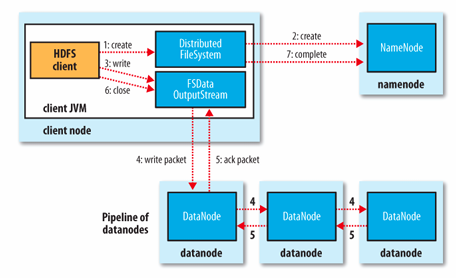 HDFS
client
1: create
3: write
6: close
Distributed
FileSystem
FSData
OutputStream
client JVM
client node
2: create
7: complete
NameNode
namenode
4: write packet
5: ack packet
Pipeline of
datanodes
DataNode
datanode
4
5
DataNode
datanode
4
5
DataNode
datanode